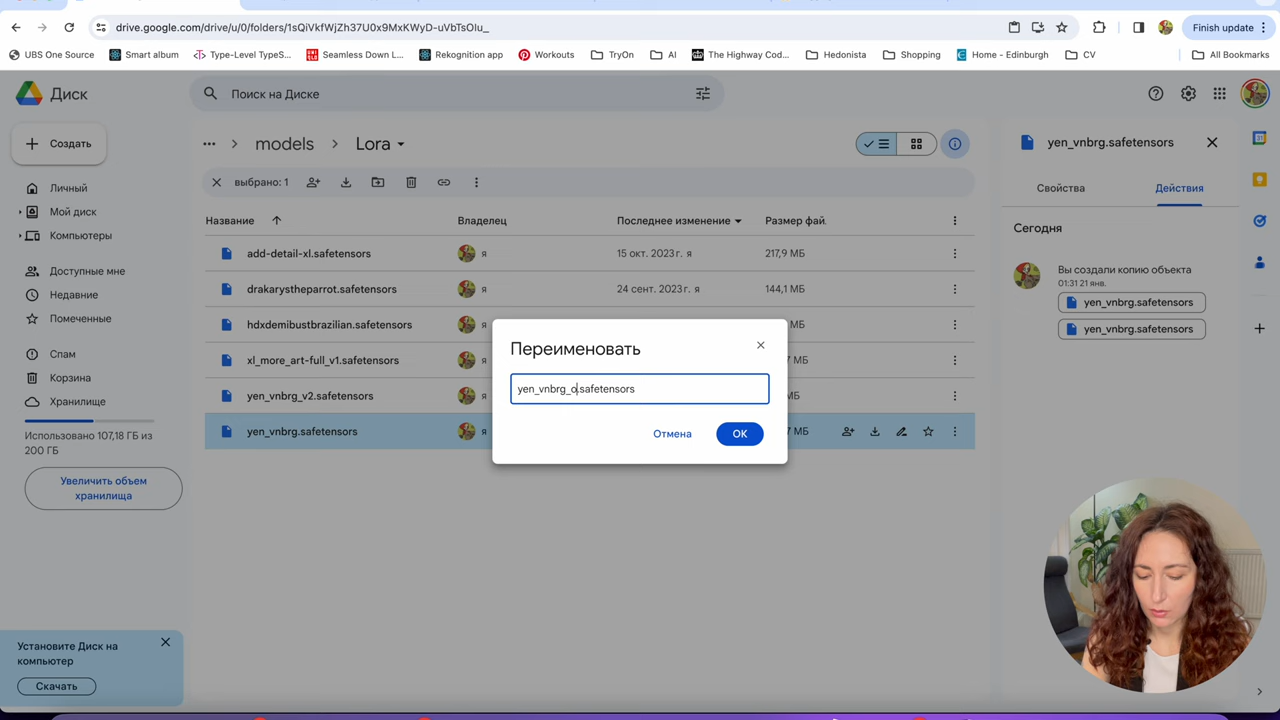 drive.google.com/drive/u/0/folders/1sQiVkfWjZh37U0x9MxKWyD-uVbTsOlu_
Finish update
UBS One Source
Smart album
Type-Level TypeS...
Seamless Down L...
Rekognition app
Workouts
TryOn
AI
The Highway Cod...
Hedonista
Shopping
Home - Edinburgh
CV
All Bookmarks
Диск
Поиск на Диске
Создать
models
Lora
yen_vnbrg.safetensors
выбрано: 1
Свойства
Действия
Личный
Мой диск
Компьютеры
Доступные мне
Недавние
Помеченные
Спам
Корзина
Хранилище
Использовано 107,18 ГБ из
200 ГБ
Увеличить объем
хранилища
Название
Владелец
Последнее изменение
Размер фай.
add-detail-xl.safetensors
я
15 окт. 2023 г. я
217,9 МБ
drakarystheparrot.safetensors
я
24 сент. 2023 г. я
144,1 МБ
hdxdemibustbrazilian.safetensors
я
МБ
xl_more_art-full_v1.safetensors
я
7 МБ
yen_vnbrg_v2.safetensors
я
МБ
yen_vnbrg.safetensors
я
7 МБ
Переименовать
yen_vnbrg_o.safetensors
Отмена
ОК
Сегодня
Вы создали копию объекта
01:31 21 янв.
yen_vnbrg.safetensors
yen_vnbrg.safetensors
Установите Диск на
компьютер
Скачать